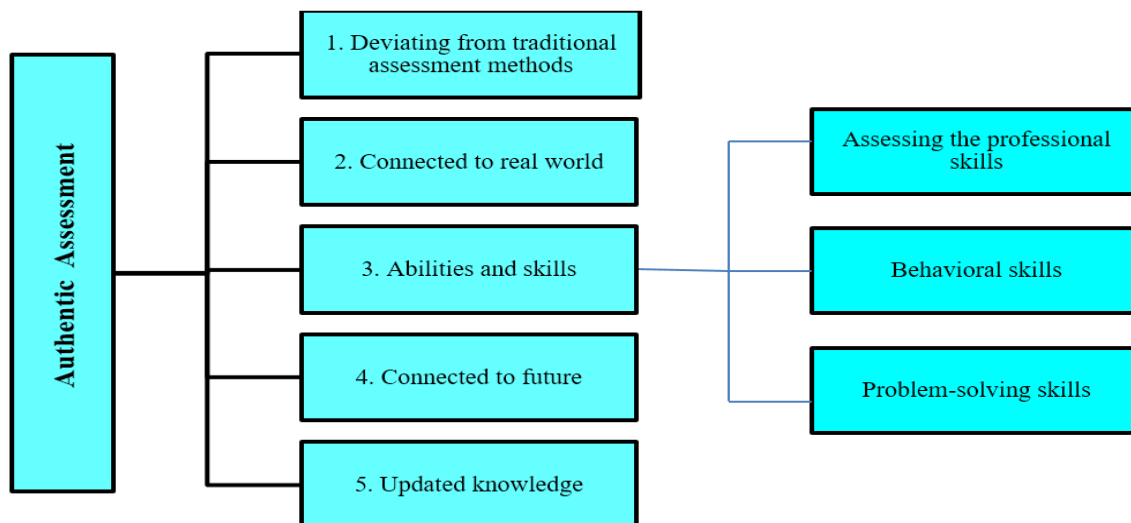 Authentic Assessment
1. Deviating from traditional
assessment methods
2. Connected to real world
3. Abilities and skills
4. Connected to future
5. Updated knowledge
Assessing the professional
skills
Behavioral skills
Problem-solving skills